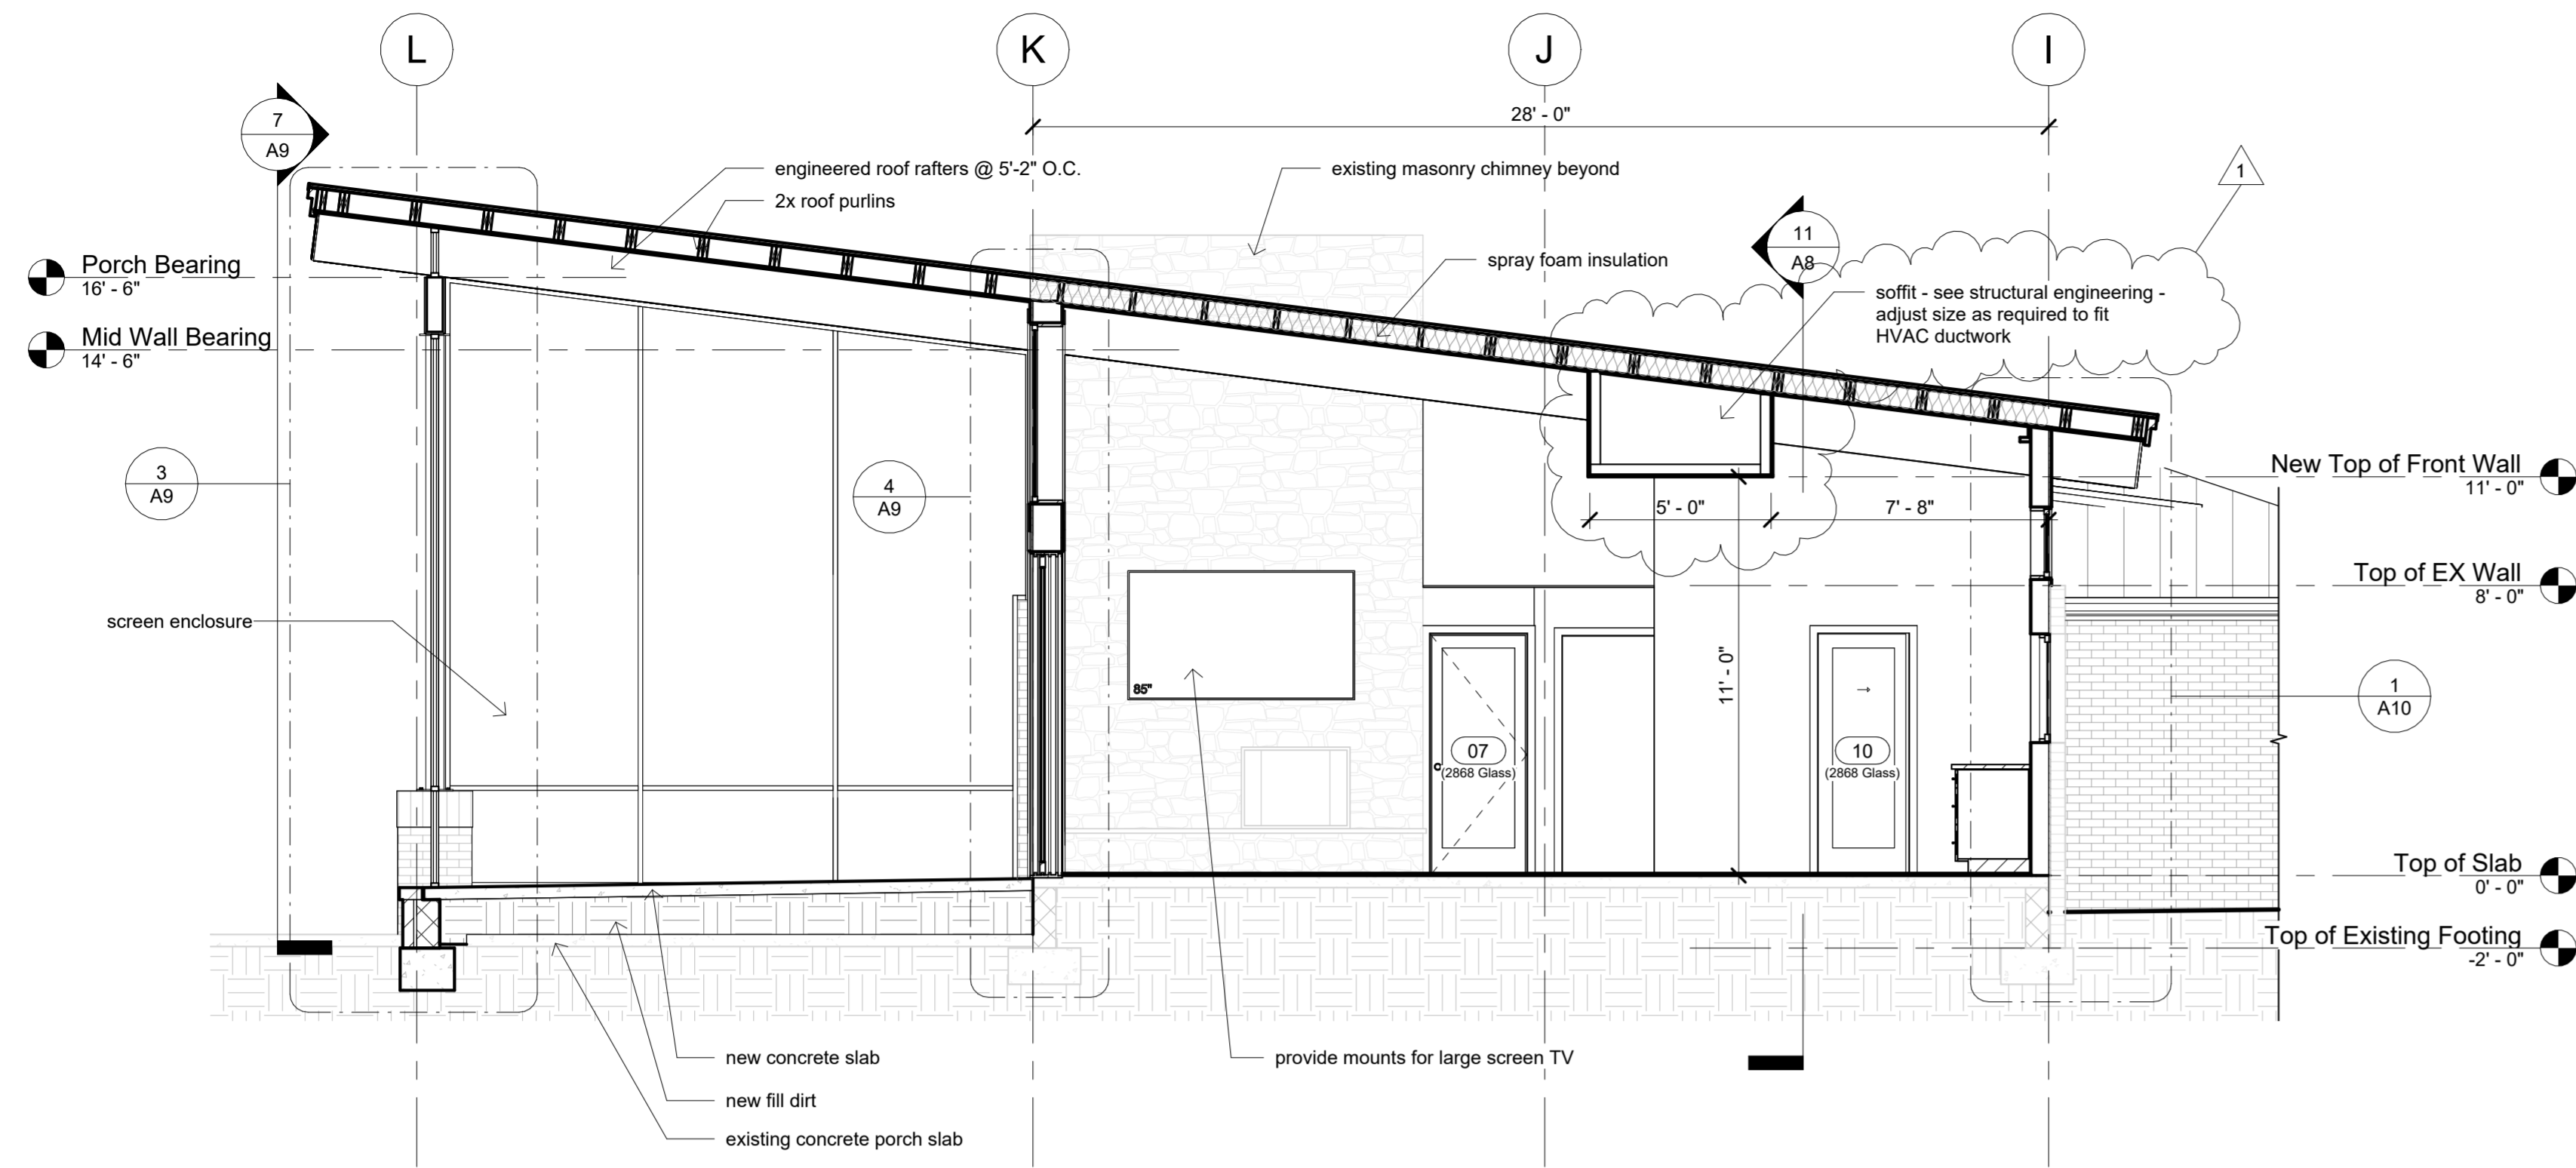 L
K
J
I
28' - 0"
7
A9
engineered roof rafters @ 5'-2" O.C.
2x roof purlins
existing masonry chimney beyond
1
11
A8
spray foam insulation
soffit - see structural engineering -
adjust size as required to fit
HVAC ductwork
Porch Bearing
16' - 6"
Mid Wall Bearing
14' - 6"
3
A9
4
A9
New Top of Front Wall
11' - 0"
5' - 0"
7' - 8"
Top of EX Wall
8' - 0"
screen enclosure
11' - 0"
85"
1
A10
07
(2868 Glass)
10
(2868 Glass)
Top of Slab
0' - 0"
Top of Existing Footing
-2' - 0"
new concrete slab
provide mounts for large screen TV
new fill dirt
existing concrete porch slab